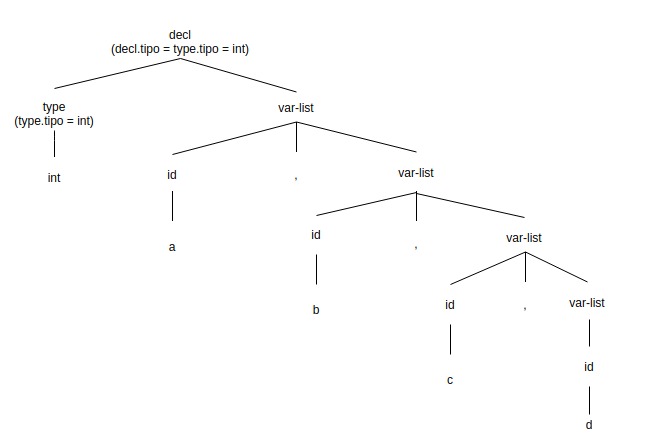 decl
(decl.tipo = type.tipo = int)
type
(type.tipo = int)
var-list
int
id
,
var-list
a
id
,
var-list
b
id
,
var-list
c
id
d